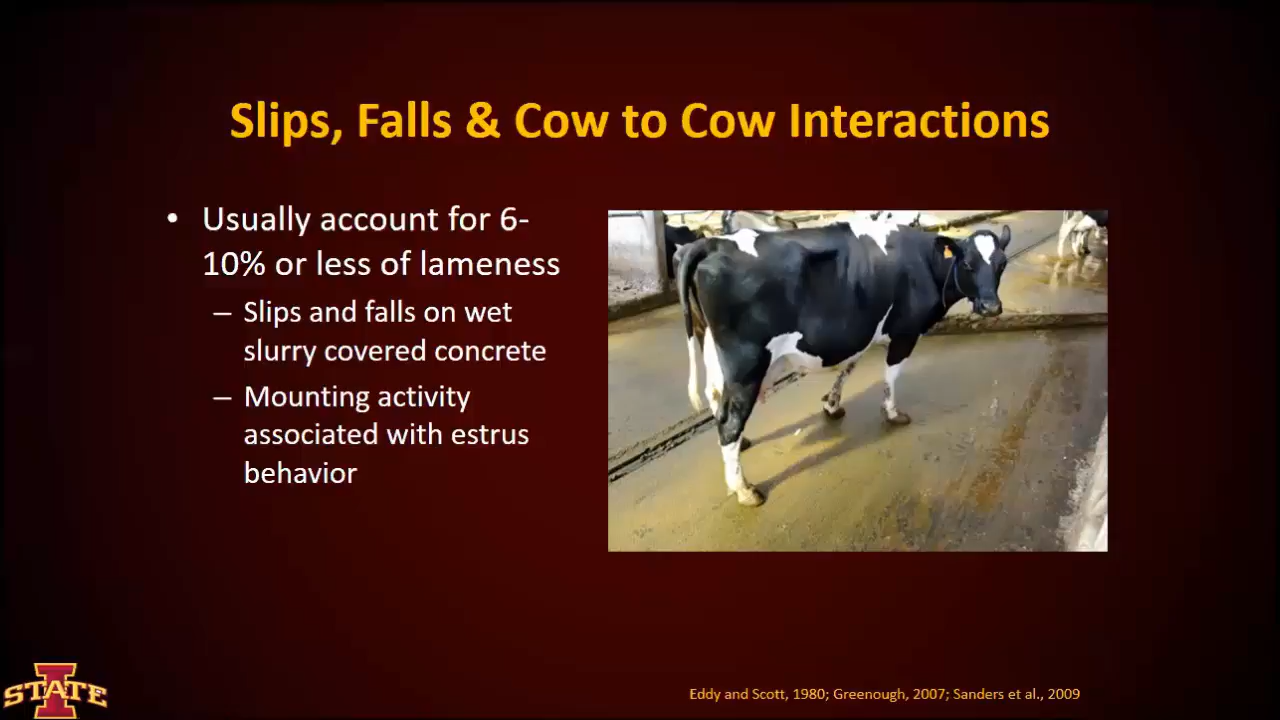 Slips, Falls & Cow to Cow Interactions
• Usually account for 6-
10% or less of lameness
– Slips and falls on wet
slurry covered concrete
– Mounting activity
associated with estrus
behavior
STATE
Eddy and Scott, 1980; Greenough, 2007; Sanders et al., 2009